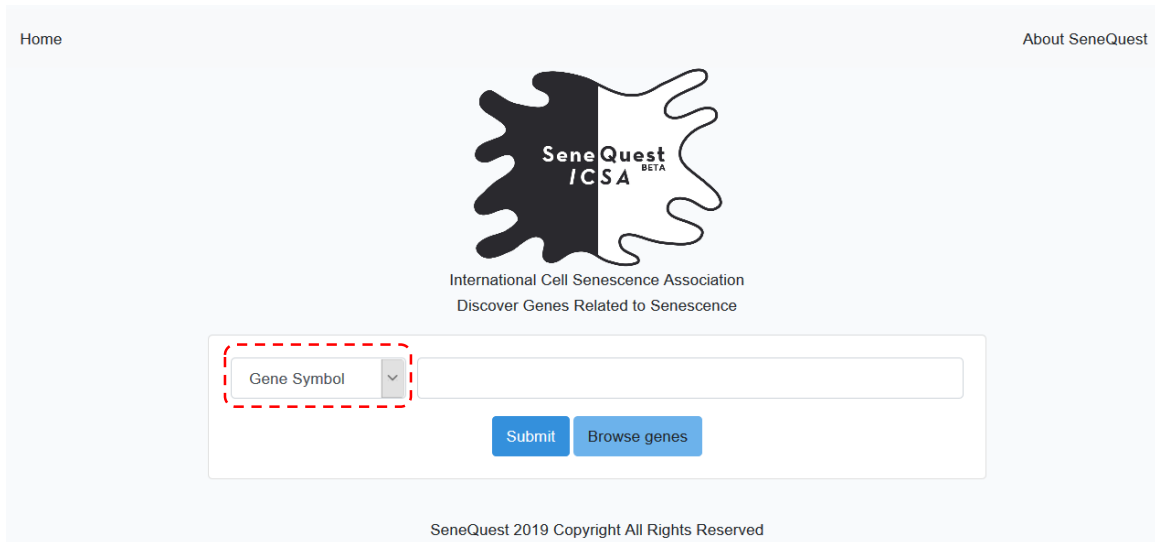 Home
About SeneQuest
SeneQuest
BETA
ICSA
International Cell Senescence Association
Discover Genes Related to Senescence
Gene Symbol
Submit
Browse genes
SeneQuest 2019 Copyright All Rights Reserved